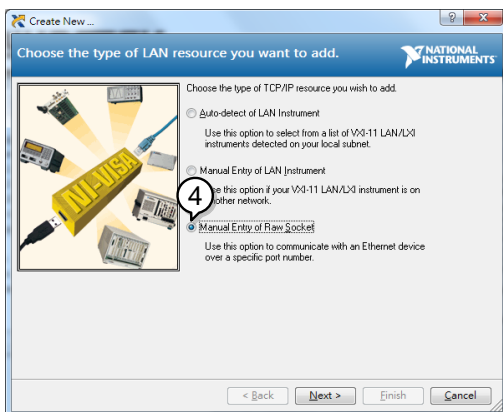 Create New ...
?
Choose the type of LAN resource you want to add.
NATIONAL
INSTRUMENTS
Choose the type of TCP/IP resource you wish to add.
Auto-detect of LAN Instrument
Use this option to select from a list of VXI-11 LAN/LXI
instruments detected on your local subnet.
Manual Entry of LAN Instrument
this option if your VXI-11 LAN/LXI instrument is on
network.
4
Manual Entry of Raw Socket
Use this option to communicate with an Ethernet device
over a specific port number.
NI-VISA
< Back
Next >
Finish
Cancel